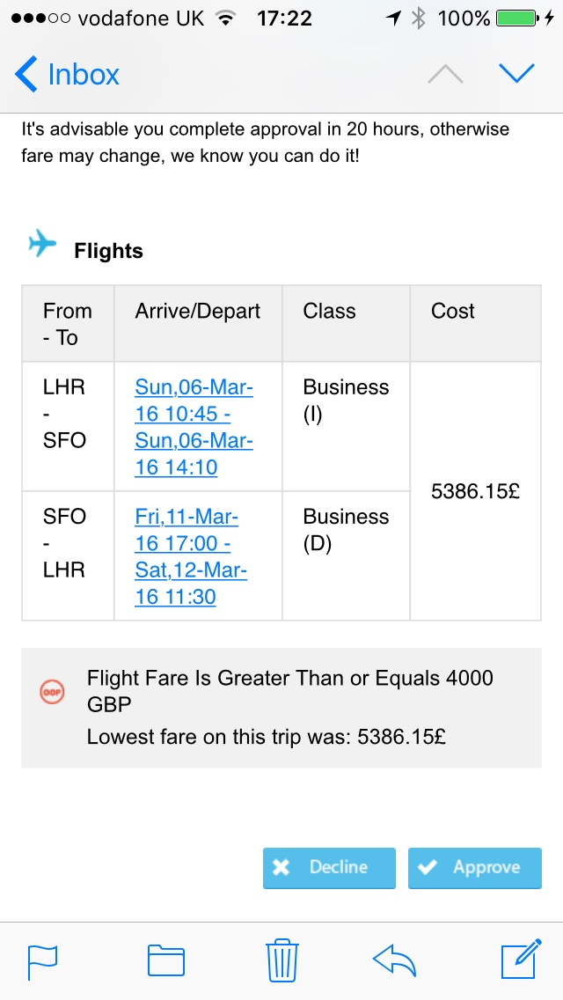 vodafone UK 17:22 100%
Inbox
It's advisable you complete approval in 20 hours, otherwise
fare may change, we know you can do it!
Flights
From
- To
Arrive/Depart
Class
Cost
LHR
-
SFO
Sun,06-Mar-
16 10:45 -
Sun,06-Mar-
16 14:10
Business
(I)
5386.15£
SFO
-
LHR
Fri,11-Mar-
16 17:00 -
Sat,12-Mar-
16 11:30
Business
(D)
OOP
Flight Fare Is Greater Than or Equals 4000
GBP
Lowest fare on this trip was: 5386.15£
Decline
Approve